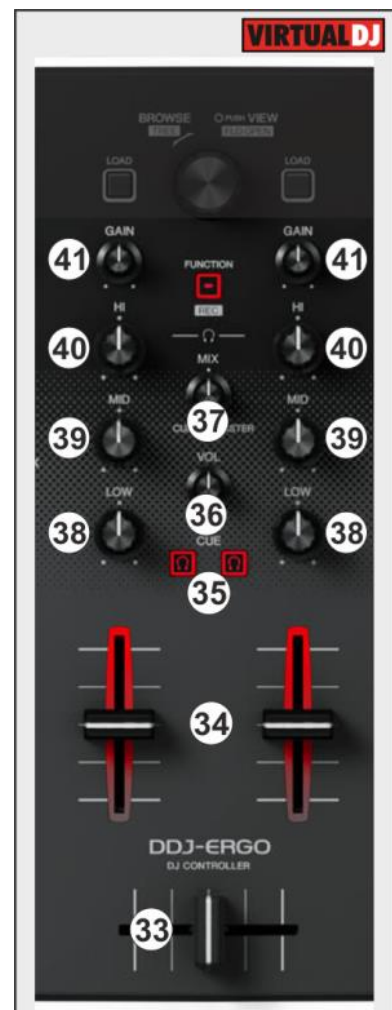 VIRTUALDJ
BROWSE
TREE
PUSH VIEW
LOAD
LOAD
GAIN
GAIN
41
41
FUNCTION
HI
REC
HI
40
40
MIX
MID
MID
39
37
39
VOL
LOW
LOW
38
36
38
CUE
35
34
DDJ-ERGO
DJ CONTROLLER
33